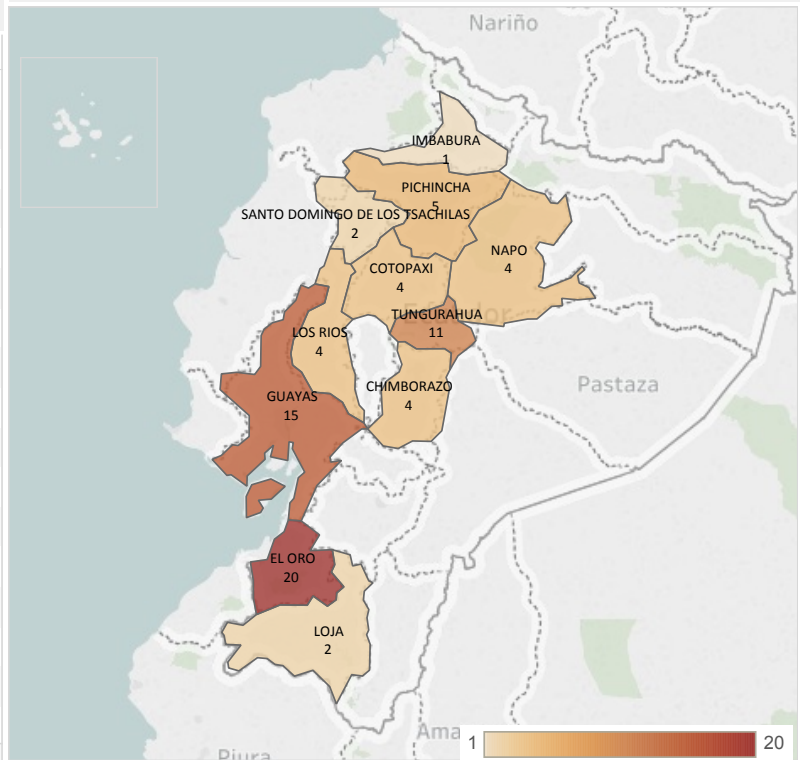 Nariño
IMBABURA
1
PICHINCHA
5
SANTO DOMINGO DE LOS TSACHILAS
2
NAPO
4
COTOPAXI
4
TUNGURAHUA
11
LOS RIOS
4
Pastaza
CHIMBORAZO
4
GUAYAS
15
EL ORO
20
LOJA
2
1
20